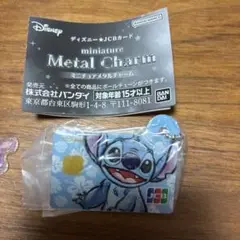 Disney
ディズニー★JCBカード
miniature
Metal Charm
ミニチュアメタルチャーム
※全ての商品にボールチェーンがつきます。
発売元
株式会社バンダイ
対象年齢15才以上
東京都台東区駒形1-4-8 〒111-8081
BAN
DAI
JCB